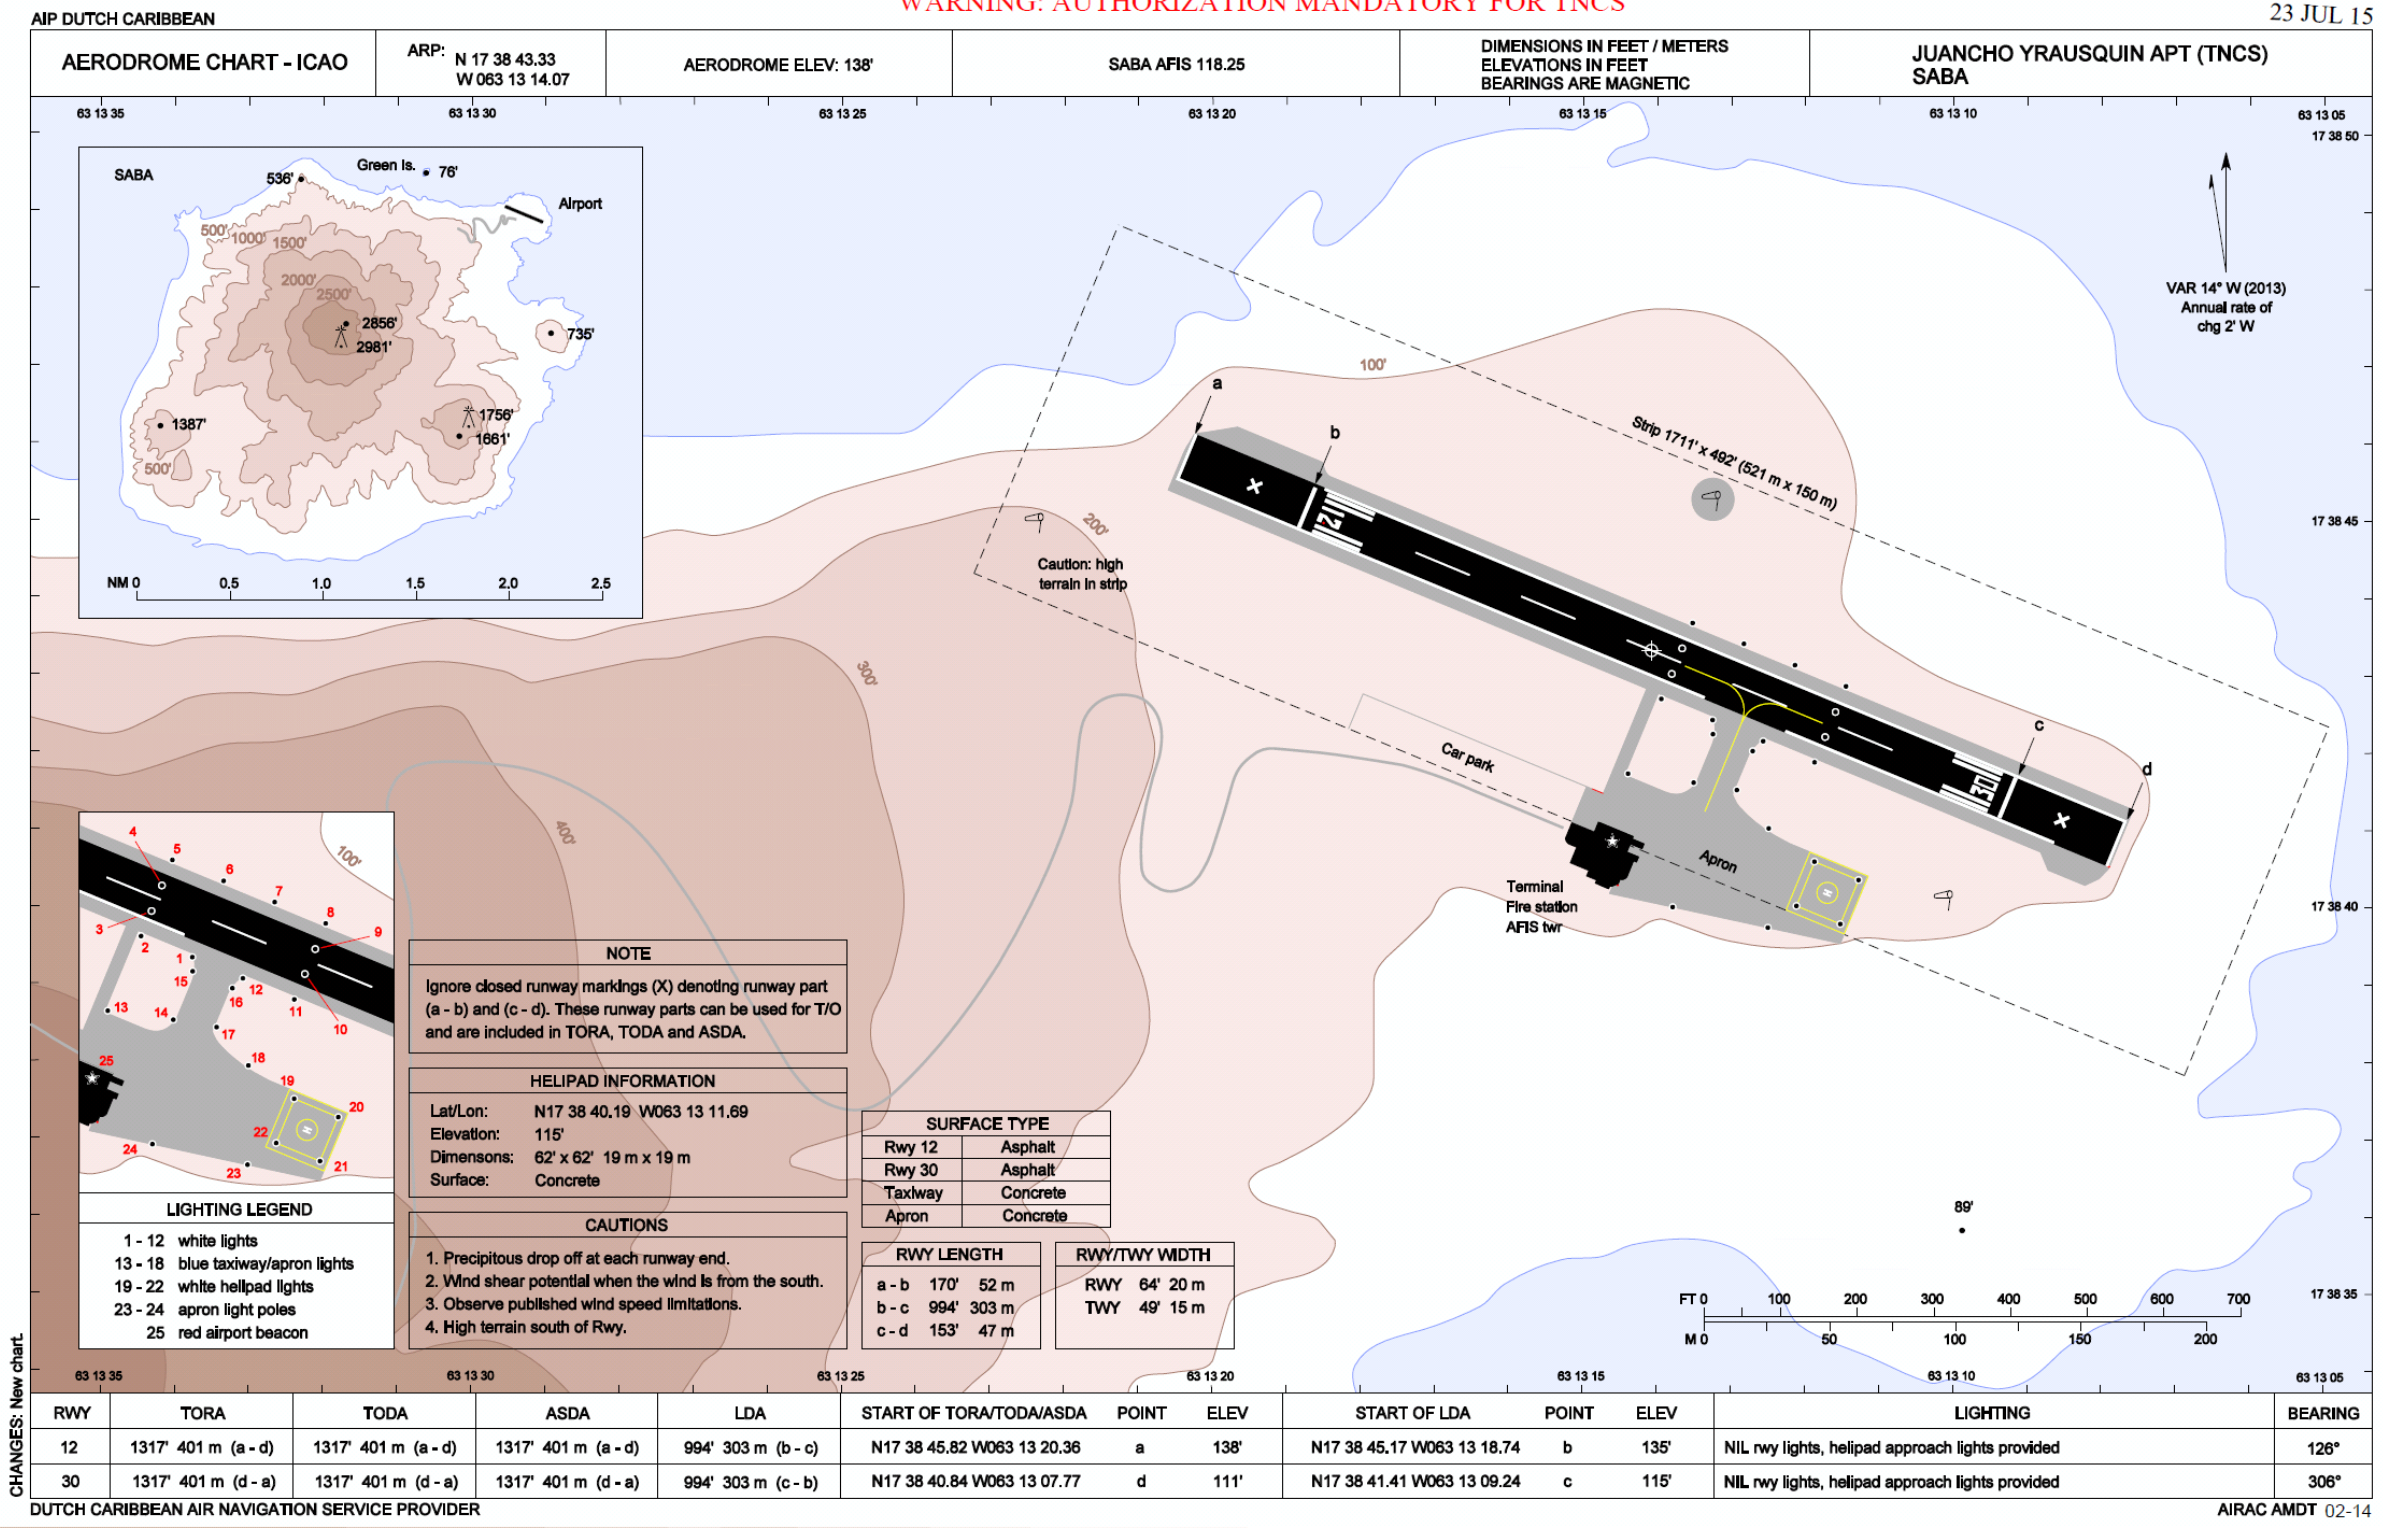 WARNING: AUTHORIZATION MANDATORY FOR TNCS
AIP DUTCH CARIBBEAN
23 JUL 15
AERODROME CHART - ICAO
ARP: N 17 38 43.33
W 063 13 14.07
AERODROME ELEV: 138'
SABA AFIS 118.25
DIMENSIONS IN FEET / METERS
ELEVATIONS IN FEET
BEARINGS ARE MAGNETIC
JUANCHO YRAUSQUIN APT (TNCS)
SABA
63 13 35
63 13 30
63 13 25
63 13 20
63 13 15
63 13 10
63 13 05
17 38 50
SABA
Green Is.
76'
536'
Airport
500'
1000'
1500'
2000'
2500'
2856'
2981'
735'
1387'
1756'
1661'
500'
NM 0 0.5 1.0 1.5 2.0 2.5
VAR 14° W (2013)
Annual rate of
chg 2' W
100'
a
b
Strip 1711' x 492' (521 m x 150 m)
12
200'
Caution: high
terrain in strip
17 38 45
300'
Car park
c
d
30
400'
Apron
H
Terminal
Fire station
AFIS twr
17 38 40
4
5
6
7
8
9
3
2
1
15
12
16
11
10
13
14
17
18
25
19
20
22
H
24
23
21
100'
LIGHTING LEGEND
1 - 12 white lights
13 - 18 blue taxiway/apron lights
19 - 22 white helipad lights
23 - 24 apron light poles
25 red airport beacon
NOTE
Ignore closed runway markings (X) denoting runway part
(a - b) and (c - d). These runway parts can be used for T/O
and are included in TORA, TODA and ASDA.
HELIPAD INFORMATION
Lat/Lon: N17 38 40.19 W063 13 11.69
Elevation: 115'
Dimensons: 62' x 62' 19 m x 19 m
Surface: Concrete
CAUTIONS
1. Precipitous drop off at each runway end.
2. Wind shear potential when the wind is from the south.
3. Observe published wind speed limitations.
4. High terrain south of Rwy.
SURFACE TYPE
Rwy 12 Asphalt
Rwy 30 Asphalt
Taxiway Concrete
Apron Concrete
RWY LENGTH
a - b 170' 52 m
b - c 994' 303 m
c - d 153' 47 m
RWY/TWY WIDTH
RWY 64' 20 m
TWY 49' 15 m
89'
FT 0 100 200 300 400 500 600 700
M 0 50 100 150 200
17 38 35
63 13 35
63 13 30
63 13 25
63 13 20
63 13 15
63 13 10
63 13 05
CHANGES: New chart.
RWY TORA TODA ASDA LDA START OF TORA/TODA/ASDA POINT ELEV START OF LDA POINT ELEV LIGHTING BEARING
12 1317' 401 m (a - d) 1317' 401 m (a - d) 1317' 401 m (a - d) 994' 303 m (b - c) N17 38 45.82 W063 13 20.36 a 138' N17 38 45.17 W063 13 18.74 b 135' NIL rwy lights, helipad approach lights provided 126°
30 1317' 401 m (d - a) 1317' 401 m (d - a) 1317' 401 m (d - a) 994' 303 m (c - b) N17 38 40.84 W063 13 07.77 d 111' N17 38 41.41 W063 13 09.24 c 115' NIL rwy lights, helipad approach lights provided 306°
DUTCH CARIBBEAN AIR NAVIGATION SERVICE PROVIDER
AIRAC AMDT 02-14